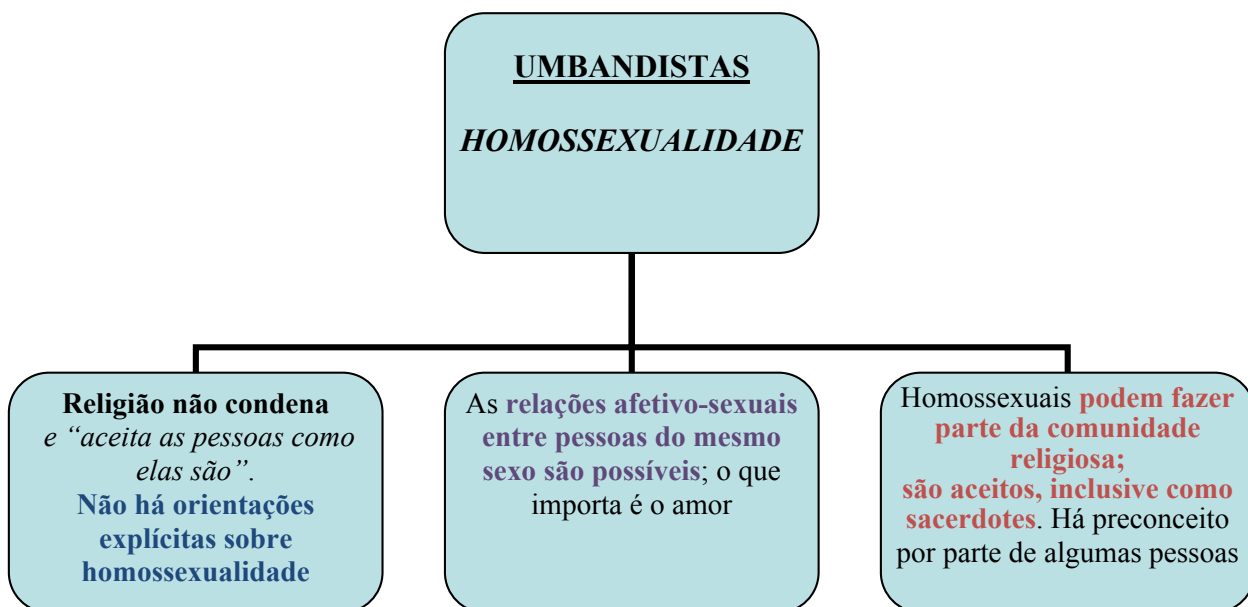 UMBANDISTAS
HOMOSSEXUALIDADE
Religião não condena
e “aceita as pessoas como
elas são”.
Não há orientações
explícitas sobre
homossexualidade
As relações afetivo-sexuais
entre pessoas do mesmo
sexo são possíveis; o que
importa é o amor
Homossexuais podem fazer
parte da comunidade
religiosa;
são aceitos, inclusive como
sacerdotes. Há preconceito
por parte de algumas pessoas